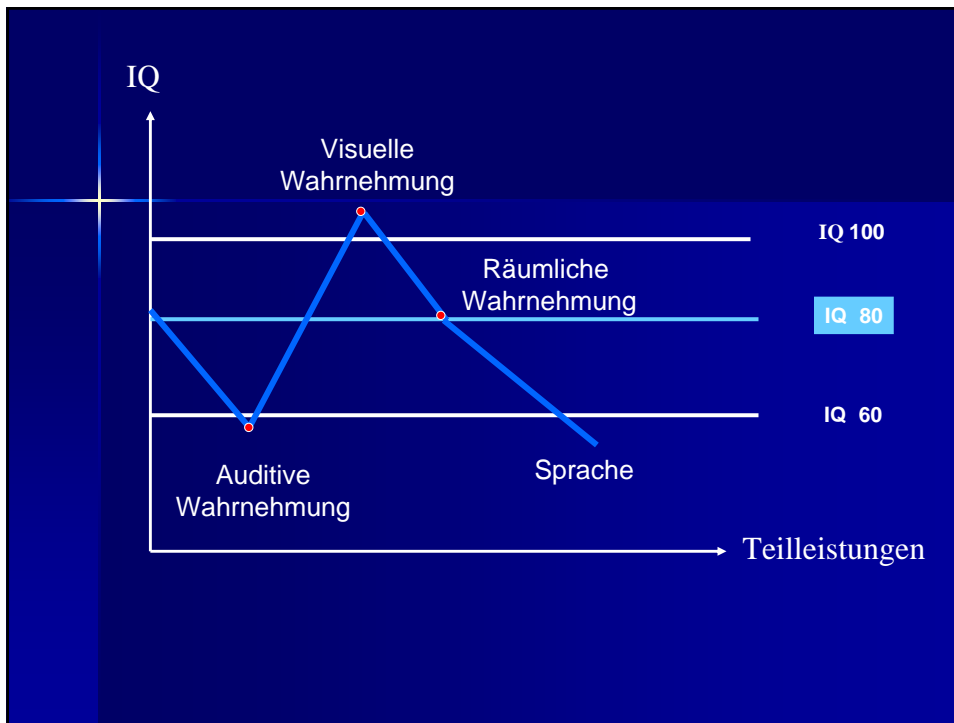 IQ
Visuelle
Wahrnehmung
IQ 100
Räumliche
Wahrnehmung
IQ 80
IQ 60
Auditive
Wahrnehmung
Sprache
Teilleistungen